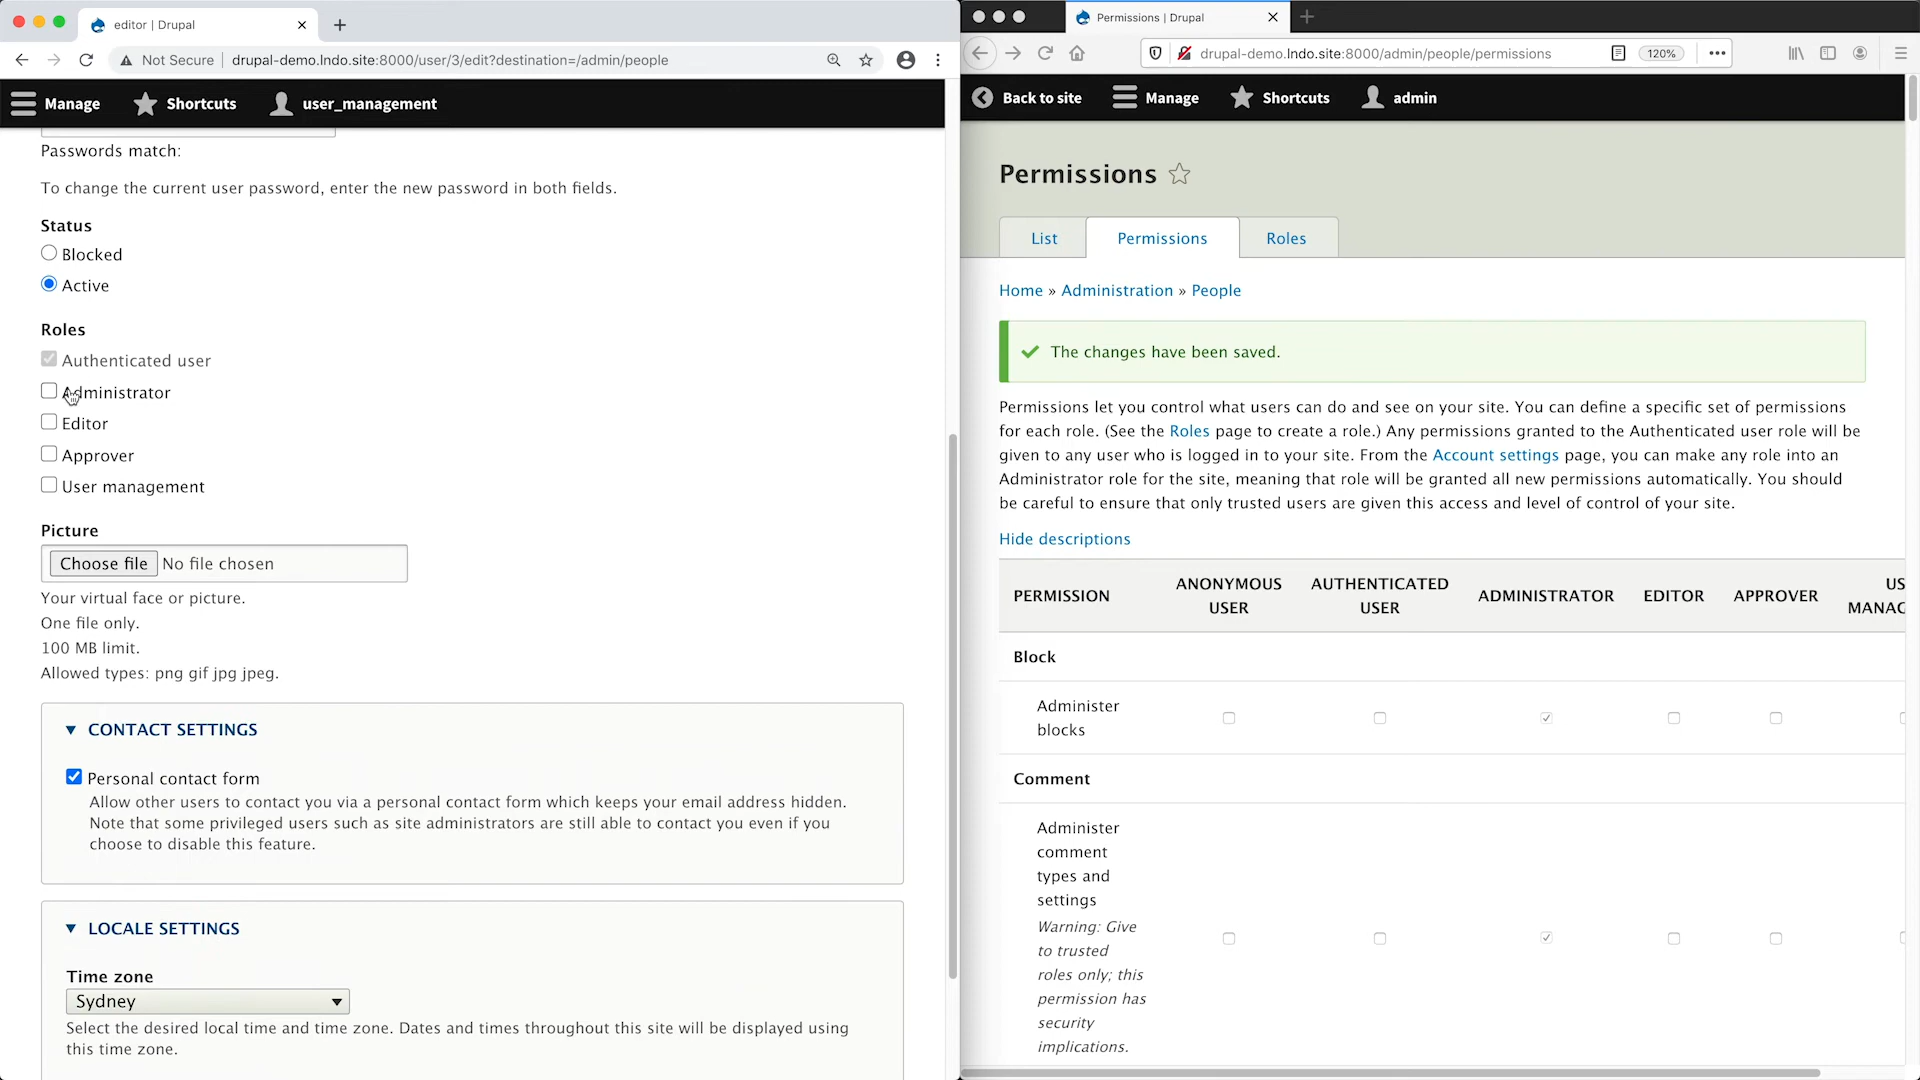 editor | Drupal
Not Secure
drupal-demo.lndo.site:8000/user/3/edit?destination=/admin/people
Manage
Shortcuts
user_management
Passwords match:
To change the current user password, enter the new password in both fields.
Status
Blocked
Active
Roles
Authenticated user
Administrator
Editor
Approver
User management
Picture
Choose file No file chosen
Your virtual face or picture.
One file only.
100 MB limit.
Allowed types: png gif jpg jpeg.
CONTACT SETTINGS
Personal contact form
Allow other users to contact you via a personal contact form which keeps your email address hidden.
Note that some privileged users such as site administrators are still able to contact you even if you
choose to disable this feature.
LOCALE SETTINGS
Time zone
Sydney
Select the desired local time and time zone. Dates and times throughout this site will be displayed using
this time zone.
Permissions | Drupal
drupal-demo.lndo.site:8000/admin/people/permissions
120%
Back to site
Manage
Shortcuts
admin
Permissions
List
Permissions
Roles
Home » Administration » People
The changes have been saved.
Permissions let you control what users can do and see on your site. You can define a specific set of permissions
for each role. (See the Roles page to create a role.) Any permissions granted to the Authenticated user role will be
given to any user who is logged in to your site. From the Account settings page, you can make any role into an
Administrator role for the site, meaning that role will be granted all new permissions automatically. You should
be careful to ensure that only trusted users are given this access and level of control of your site.
Hide descriptions
PERMISSION
ANONYMOUS
USER
AUTHENTICATED
USER
ADMINISTRATOR
EDITOR
APPROVER
US
MANAG
Block
Administer
blocks
Comment
Administer
comment
types and
settings
Warning: Give
to trusted
roles only; this
permission has
security
implications.